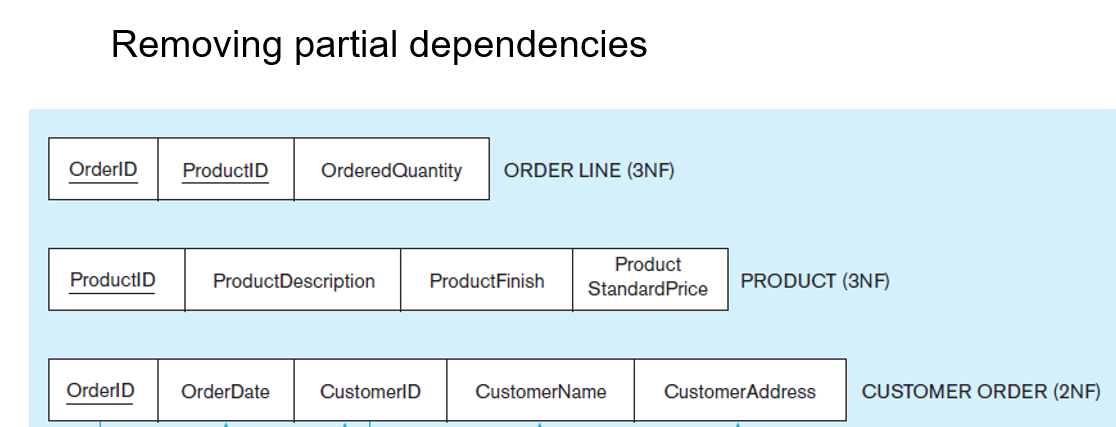 Removing partial dependencies
OrderID ProductID OrderedQuantity ORDER LINE (3NF)
ProductID ProductDescription ProductFinish Product StandardPrice PRODUCT (3NF)
OrderID OrderDate CustomerID CustomerName CustomerAddress CUSTOMER ORDER (2NF)